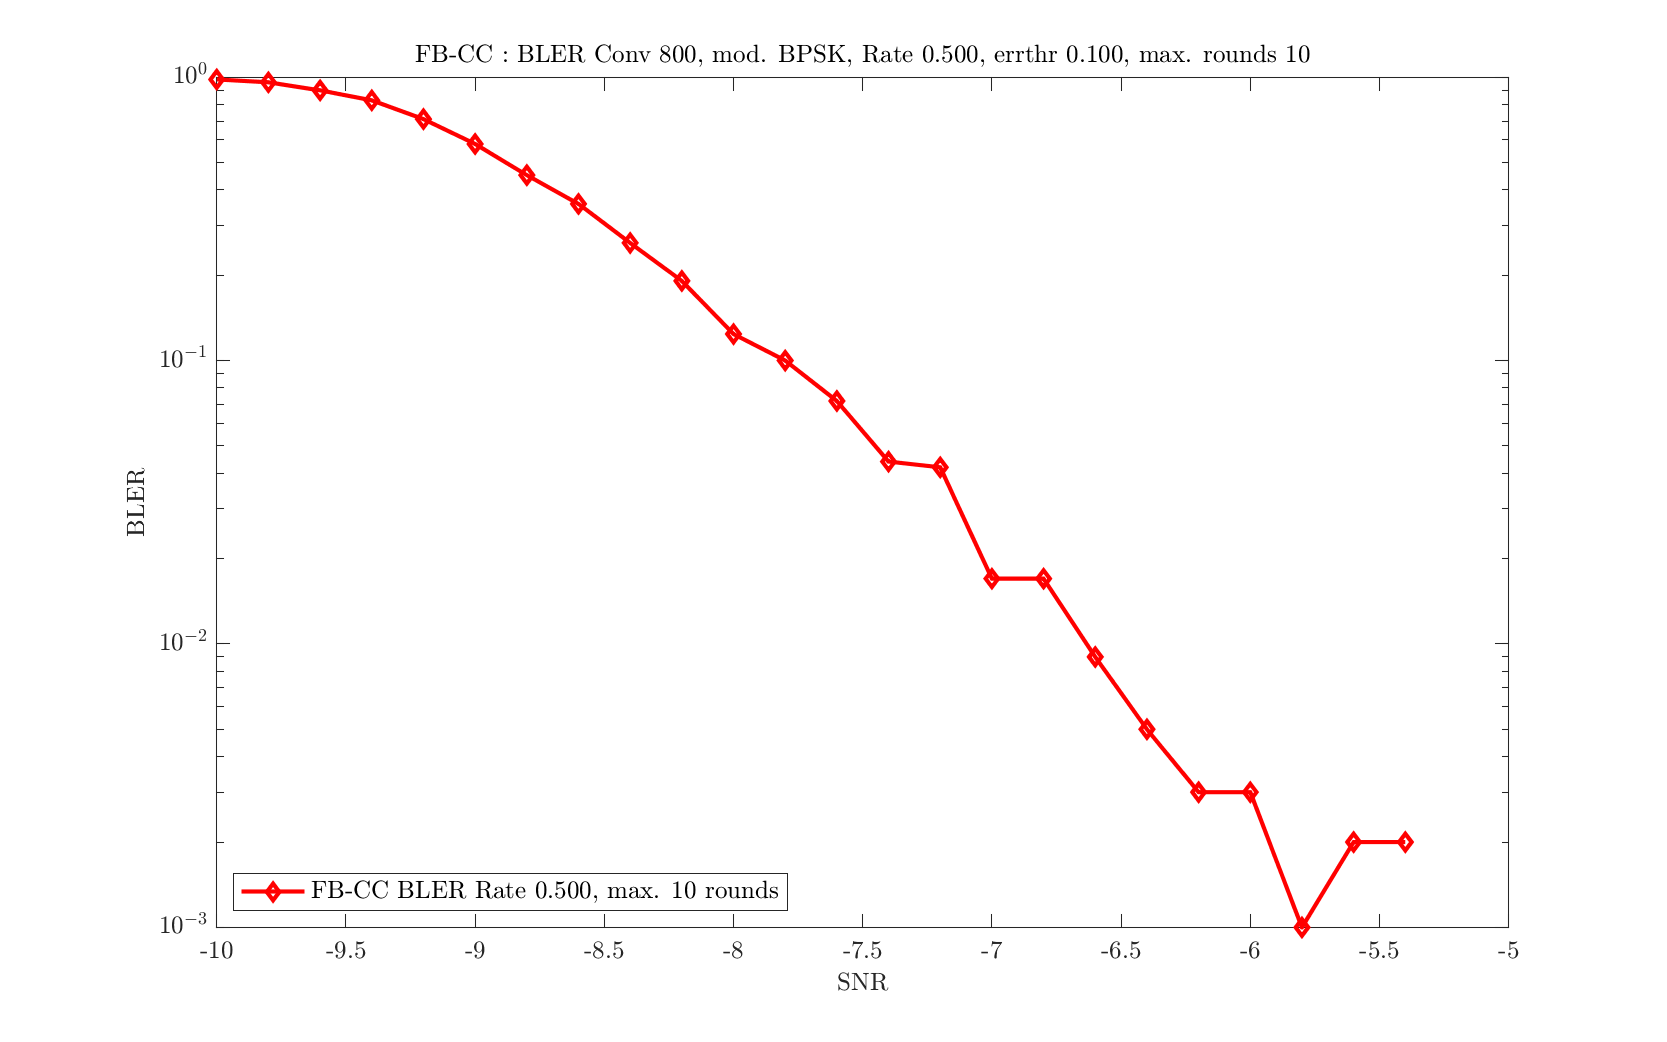 FB-CC : BLER Conv 800, mod. BPSK, Rate 0.500, errthr 0.100, max. rounds 10
10^0
10^-1
10^-2
10^-3
BLER
FB-CC BLER Rate 0.500, max. 10 rounds
-10 -9.5 -9 -8.5 -8 -7.5 -7 -6.5 -6 -5.5 -5
SNR